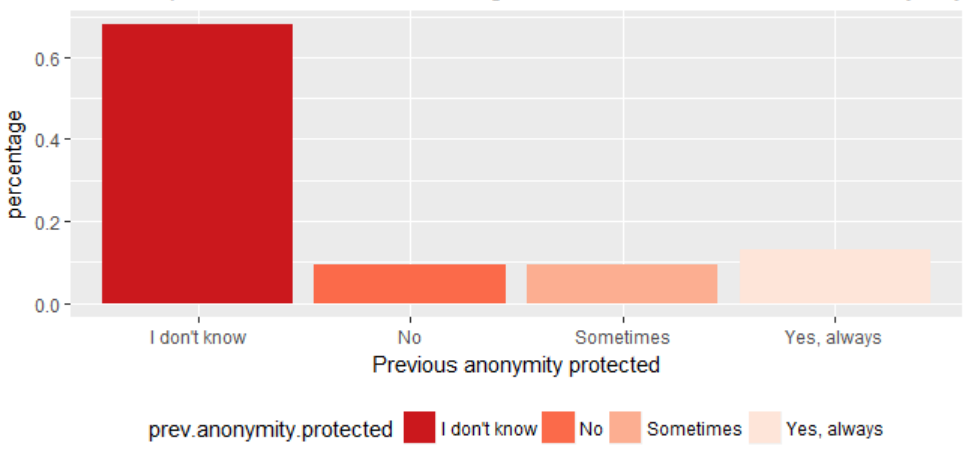 percentage
0.6
0.4
0.2
0.0
I don't know No Sometimes Yes, always
Previous anonymity protected
prev.anonymity.protected I don't know No Sometimes Yes, always